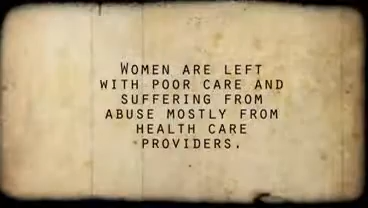 Women are left
with poor care and
suffering from
abuse mostly from
health care
providers.